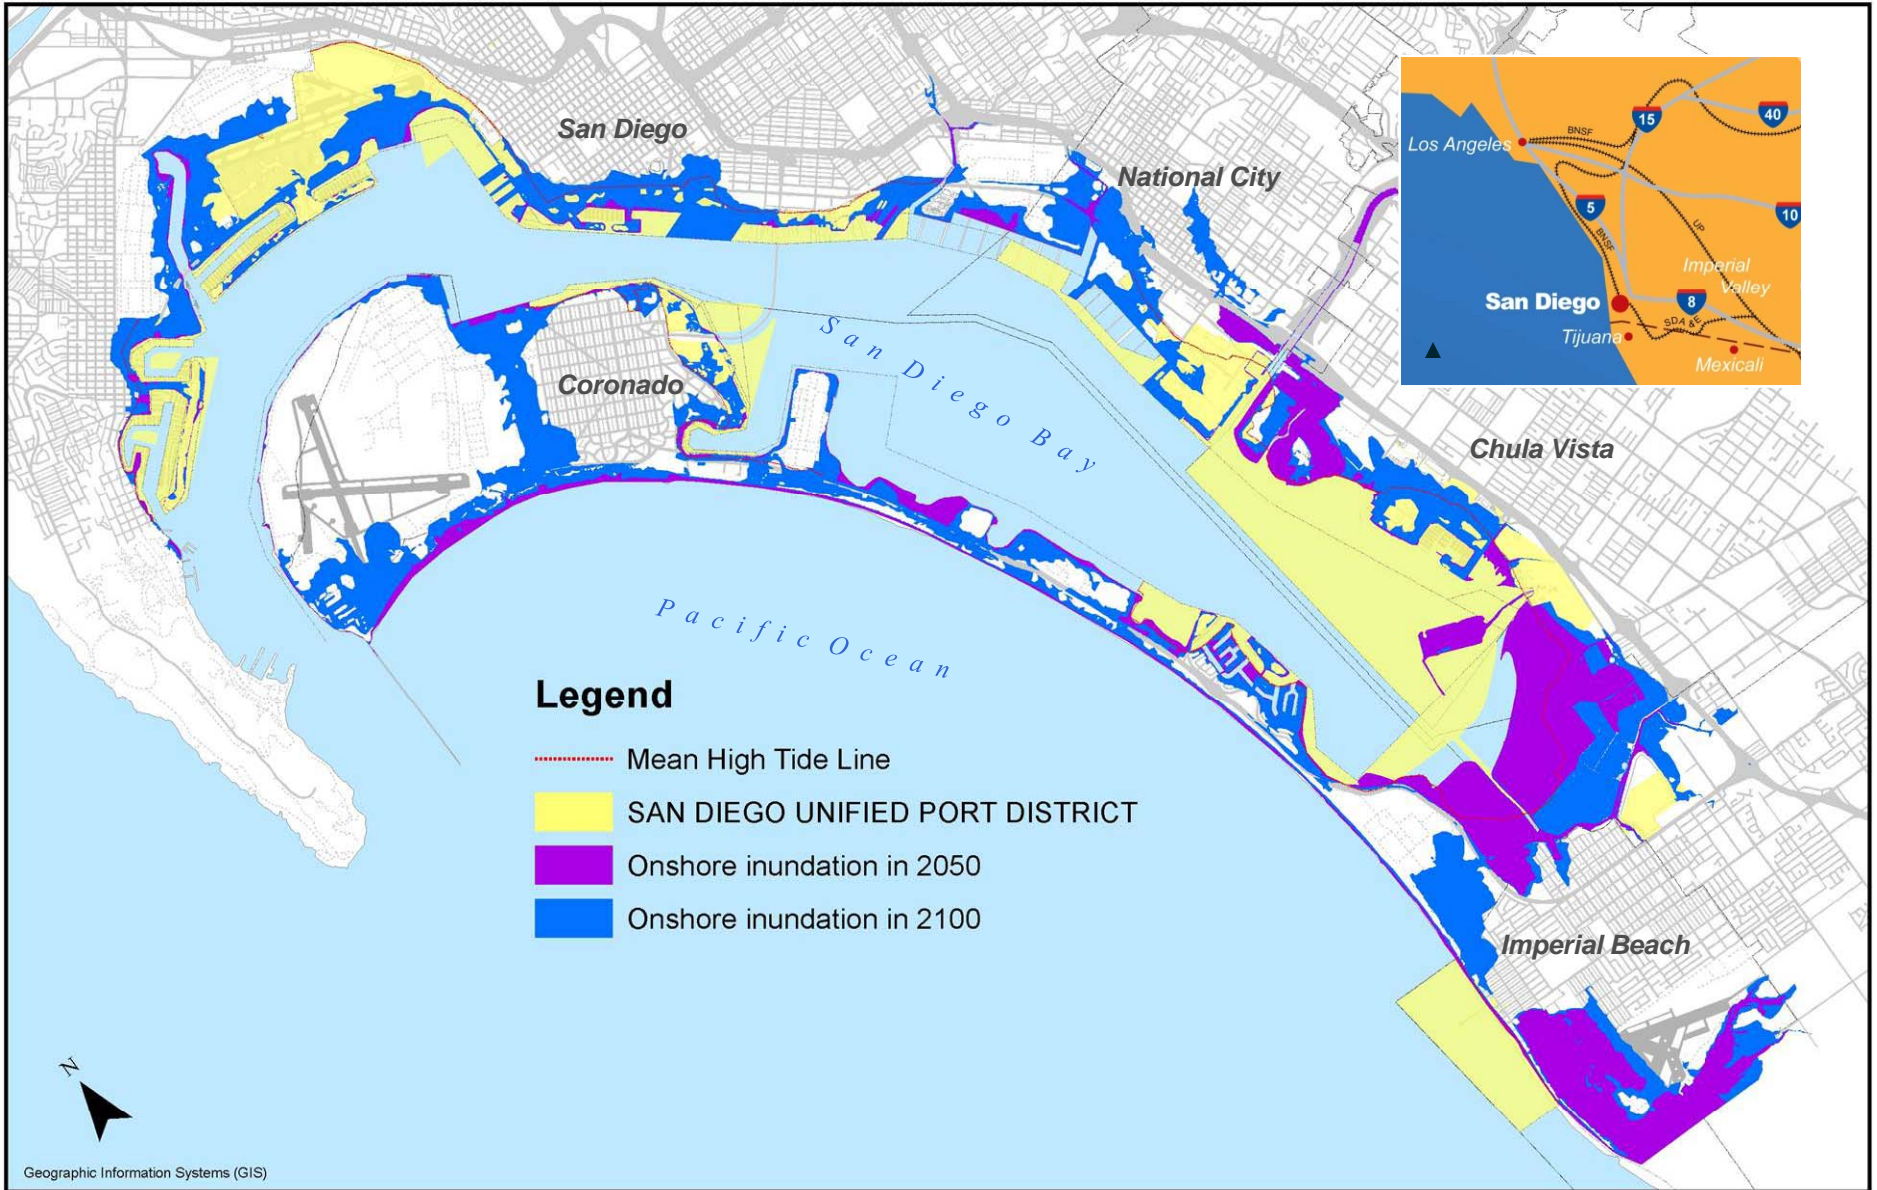 San Diego
National City
Coronado
San Diego Bay
Chula Vista
Pacific Ocean
Imperial Beach
Legend
Mean High Tide Line
SAN DIEGO UNIFIED PORT DISTRICT
Onshore inundation in 2050
Onshore inundation in 2100
N
Geographic Information Systems (GIS)
15
40
BNSF
Los Angeles
5
10
BNSF
UP
Imperial
Valley
San Diego
8
SDA & E
Tijuana
Mexicali